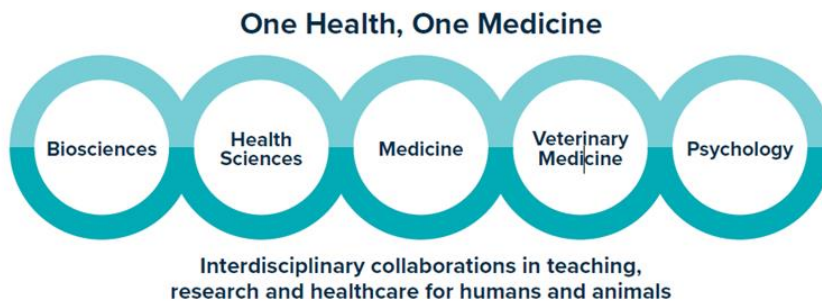 One Health, One Medicine
Biosciences
Health
Sciences
Medicine
Veterinary
Medicine
Psychology
Interdisciplinary collaborations in teaching,
research and healthcare for humans and animals